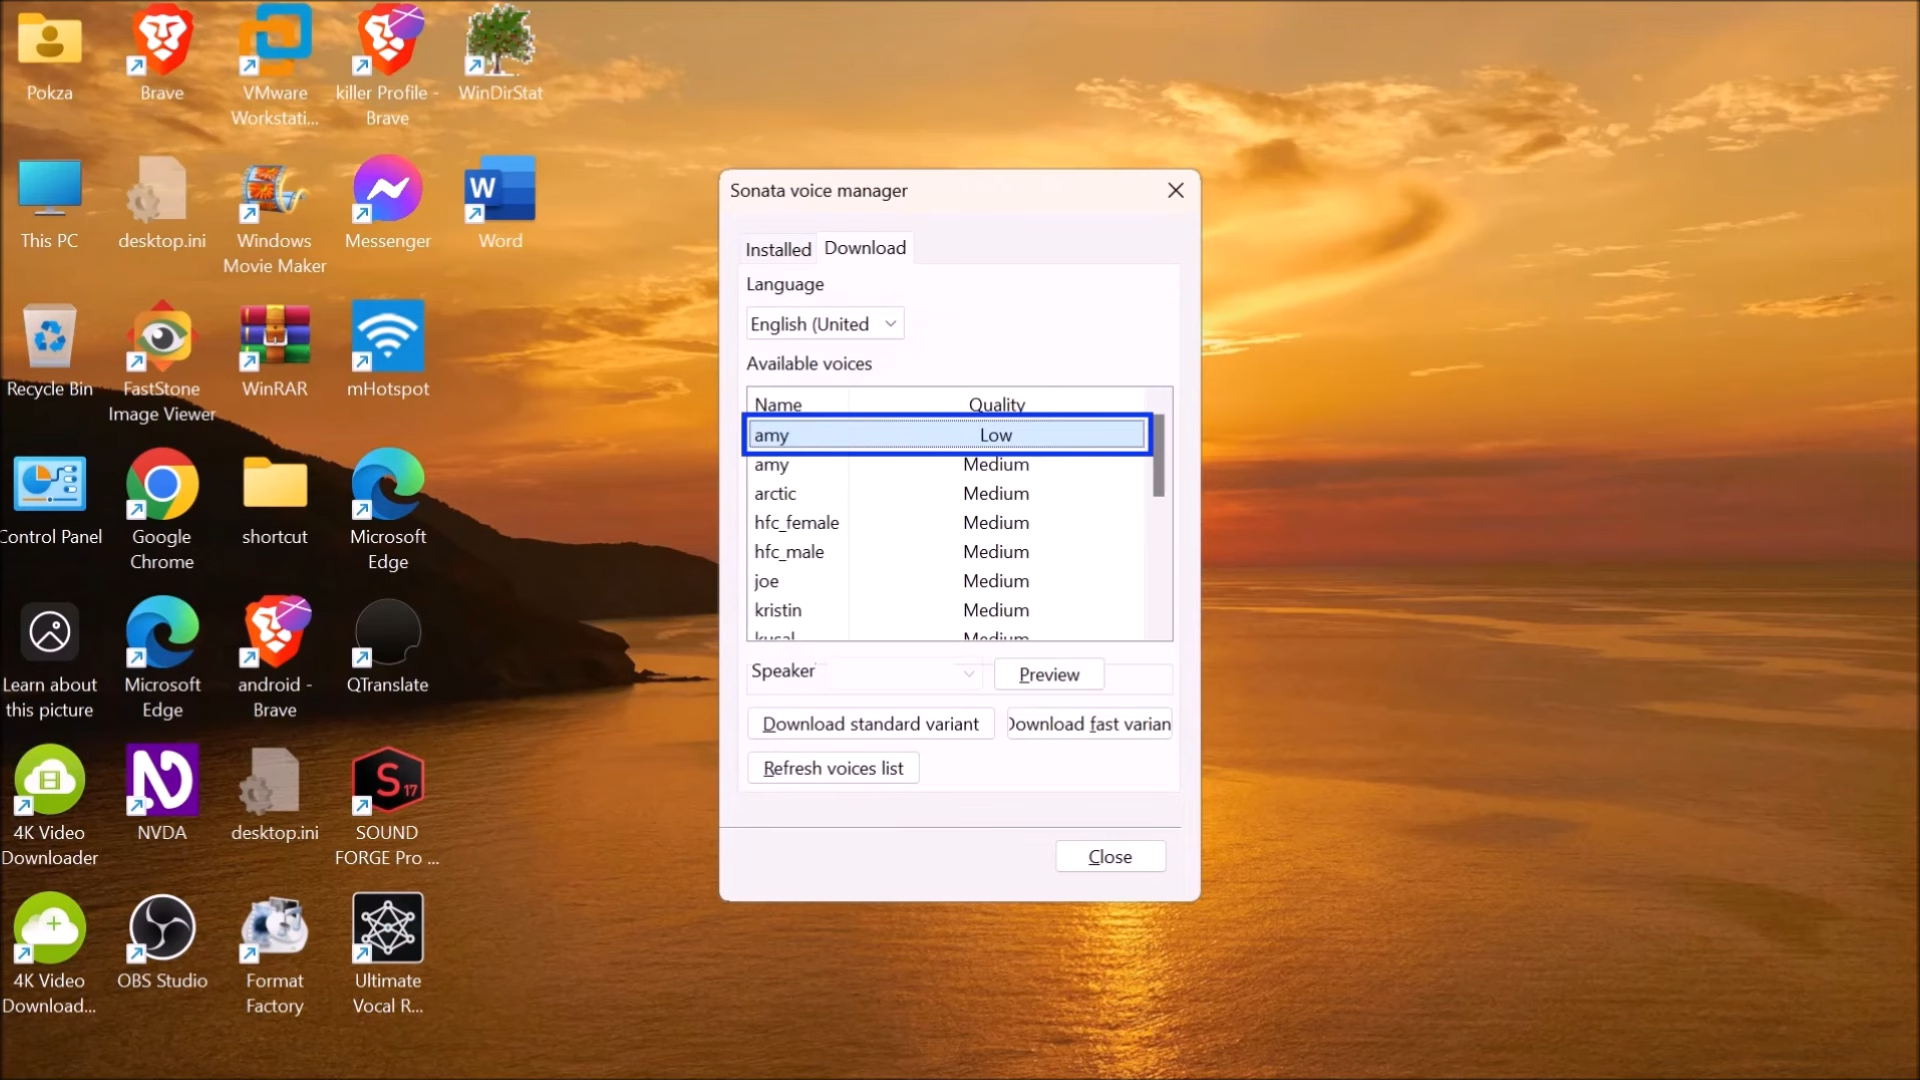 Pokza
Brave
VMware
Workstati...
killer Profile -
Brave
WinDirStat
This PC
desktop.ini
Windows
Movie Maker
Messenger
Word
Recycle Bin
FastStone
Image Viewer
WinRAR
mHotspot
Control Panel
Google
Chrome
shortcut
Microsoft
Edge
Learn about
this picture
Microsoft
Edge
android -
Brave
QTranslate
4K Video
Downloader
NVDA
desktop.ini
SOUND
FORGE Pro ...
4K Video
Download...
OBS Studio
Format
Factory
Ultimate
Vocal R...
W
S 17
Sonata voice manager
Installed Download
Language
English (United
Available voices
Name Quality
amy Low
amy Medium
arctic Medium
hfc_female Medium
hfc_male Medium
joe Medium
kristin Medium
kusal Medium
Speaker Preview
Download standard variant Download fast varian
Refresh voices list
Close